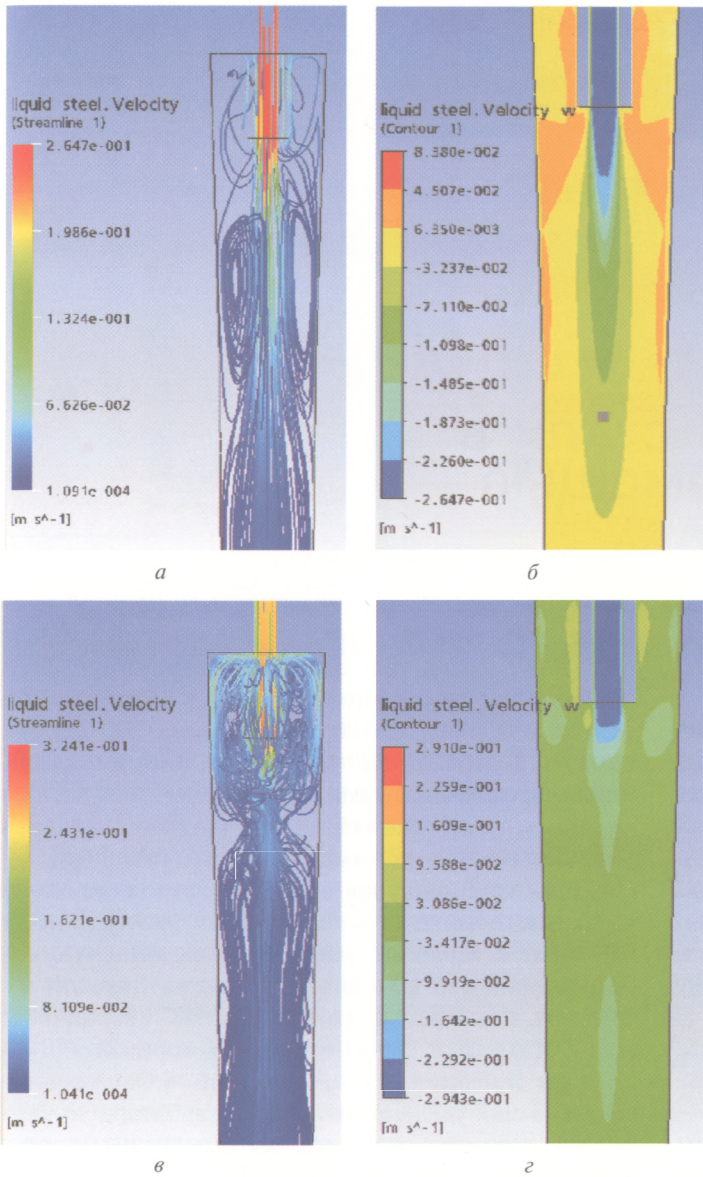 liquid steel.Velocity
(Streamline 1)
2.647e-001
1.986e-001
1.324e-001
6.626e-002
1.091e-004
[m s^-1]
а
liquid steel.Velocity w
(Contour 1)
8.380e-002
4.507e-002
6.350e-003
-3.237e-002
-7.110e-002
-1.098e-001
-1.485e-001
-1.873e-001
-2.260e-001
-2.647e-001
[m s^-1]
б
liquid steel.Velocity
(Streamline 1)
3.241e-001
2.431e-001
1.621e-001
8.109e-002
1.041e-004
[m s^-1]
в
liquid steel.Velocity w
(Contour 1)
2.910e-001
2.259e-001
1.609e-001
9.588e-002
3.086e-002
-3.417e-002
-9.919e-002
-1.642e-001
-2.292e-001
-2.943e-001
[m s^-1]
г